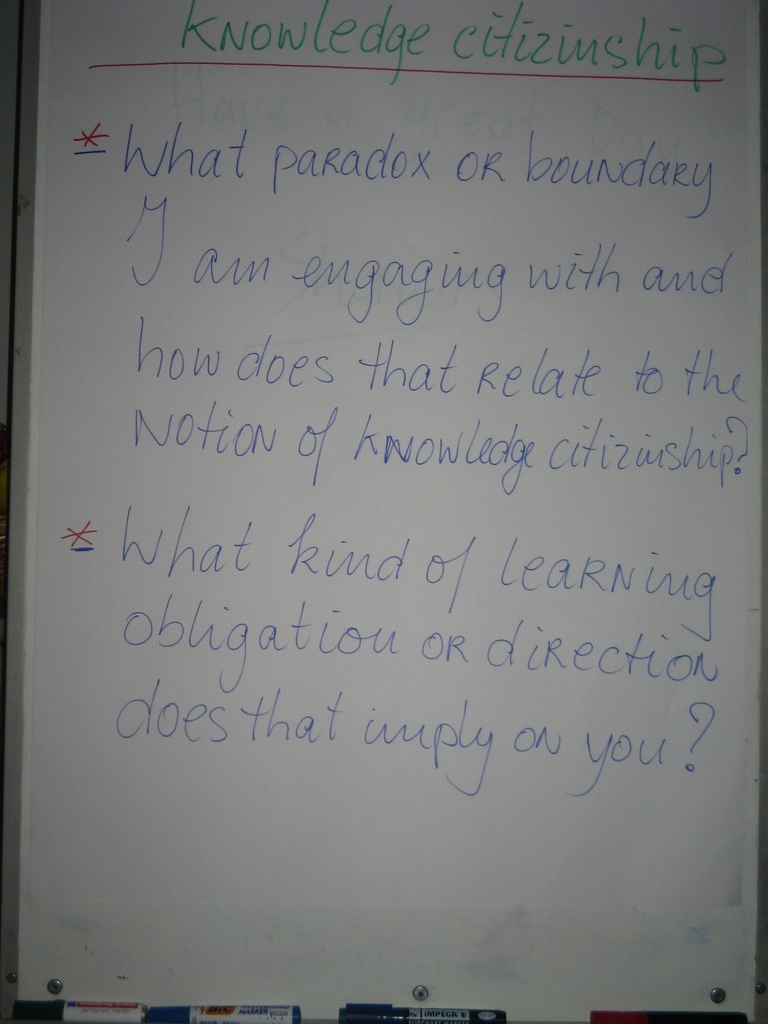 Knowledge citizinship
* What paradox or boundary
I am engaging with and
how does that relate to the
notion of knowledge citizinship?
* What kind of learning
obligation or direction
does that imply on you?
BIC MARKER
IMPEGA